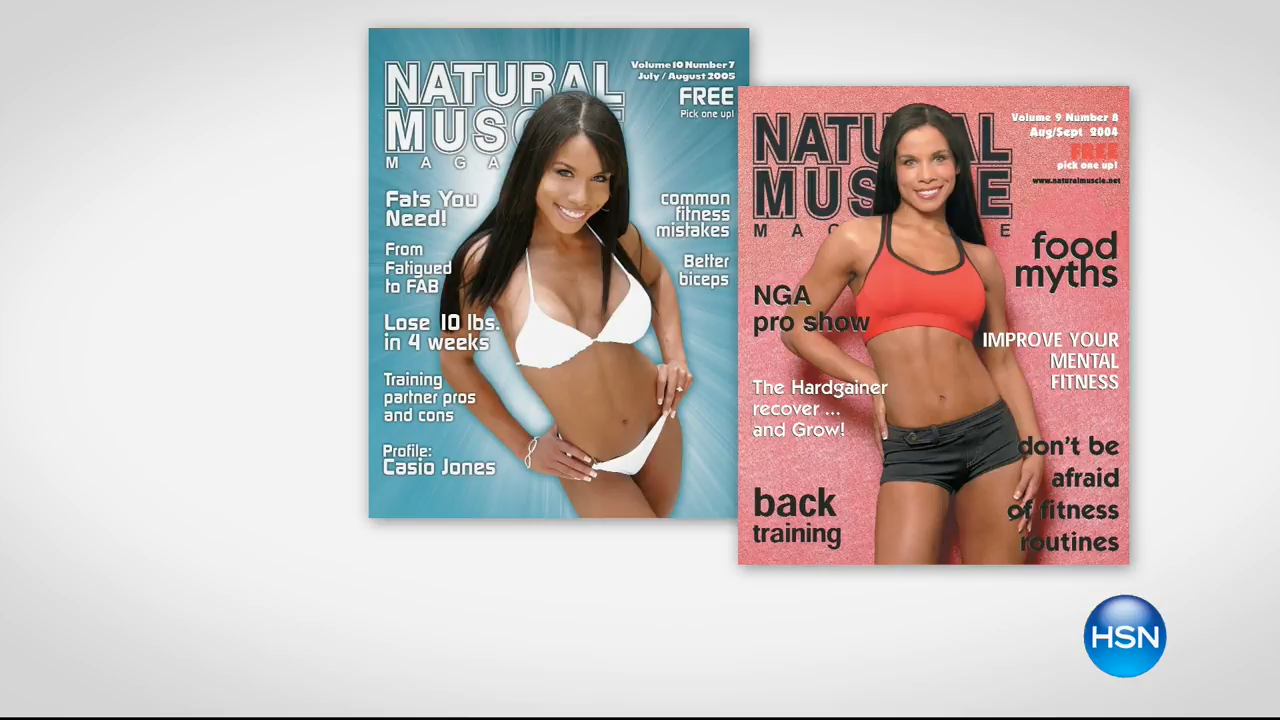 NATURAL
MUSC
MAGA
Volume 10 Number 7
July / August 2005
FREE
Pick one up!
Fats You
Need!
From
Fatigued
to FAB
Lose 10 lbs.
in 4 weeks
Training
partner pros
and cons
Profile:
Casio Jones
common
fitness
mistakes
Better
biceps
NATURAL
MUSCLE
MAG E
Volume 9 Number 8
Aug/Sept 2004
FREE
pick one up!
www.naturalmuscle.net
food
myths
NGA
pro show
IMPROVE YOUR
MENTAL
FITNESS
The Hardgainer
recover ...
and Grow!
don't be
afraid
of fitness
routines
back
training
HSN